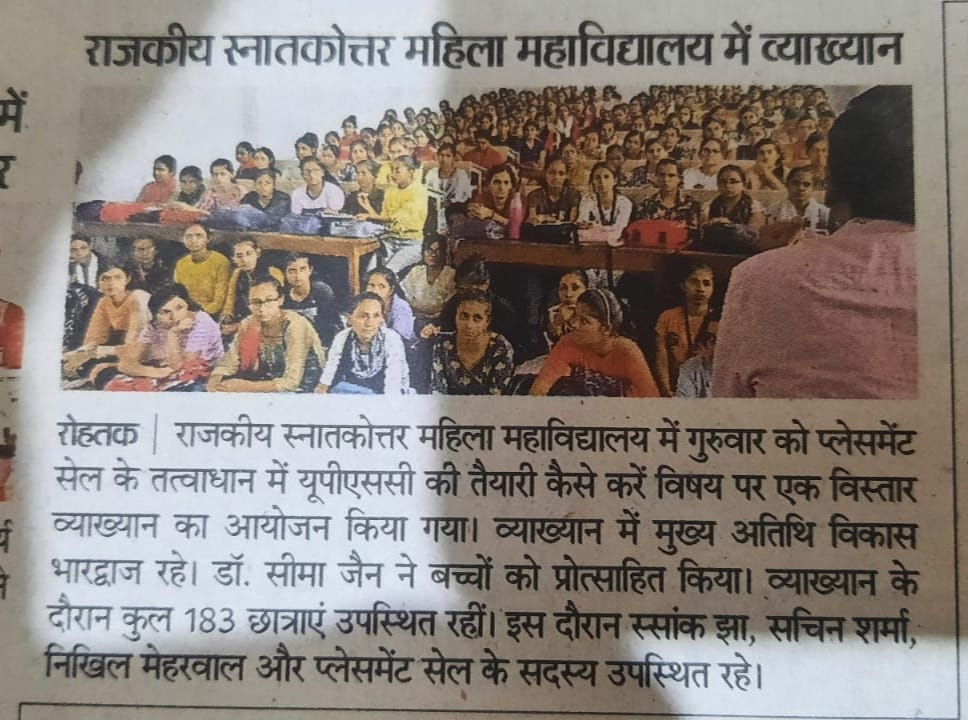 राजकीय स्नातकोत्तर महिला महाविद्यालय में व्याख्यान
रोहतक | राजकीय स्नातकोत्तर महिला महाविद्यालय में गुरुवार को प्लेसमेंट
सेल के तत्वाधान में यूपीएससी की तैयारी कैसे करें विषय पर एक विस्तार
व्याख्यान का आयोजन किया गया। व्याख्यान में मुख्य अतिथि विकास
भारद्वाज रहे। डॉ. सीमा जैन ने बच्चों को प्रोत्साहित किया। व्याख्यान के
दौरान कुल 183 छात्राएं उपस्थित रहीं। इस दौरान स्सांक झा, सचिन शर्मा,
निखिल मेहरवाल और प्लेसमेंट सेल के सदस्य उपस्थित रहे।
में
र